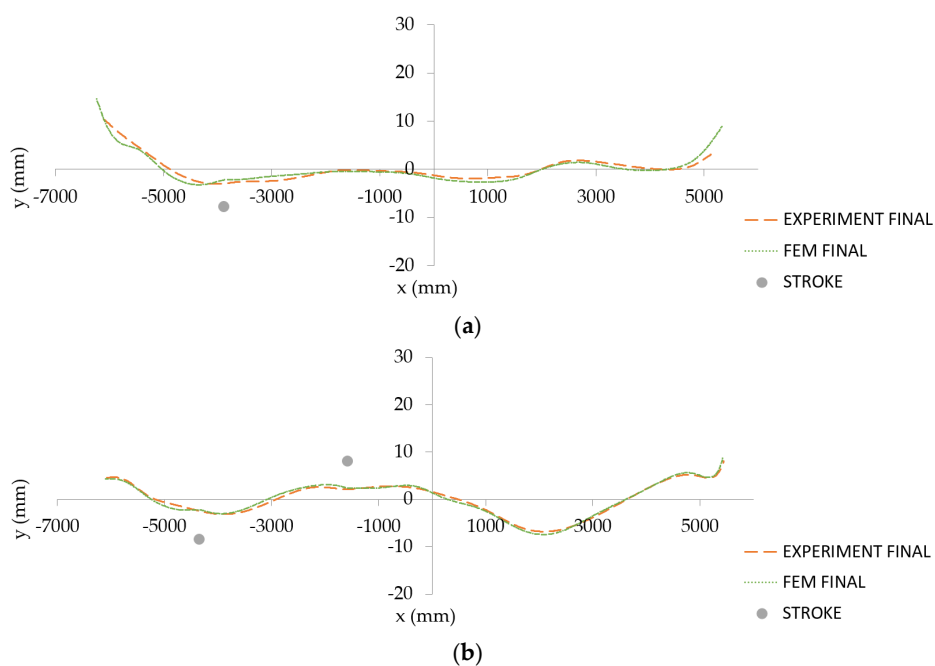 30
20
10
0
-7000 -5000 -3000 -1000 1000 3000 5000
-10
-20
y (mm)
x (mm)
EXPERIMENT FINAL
FEM FINAL
STROKE
(a)
30
20
10
0
-7000 -5000 -3000 -1000 1000 3000 5000
-10
-20
y (mm)
x (mm)
EXPERIMENT FINAL
FEM FINAL
STROKE
(b)